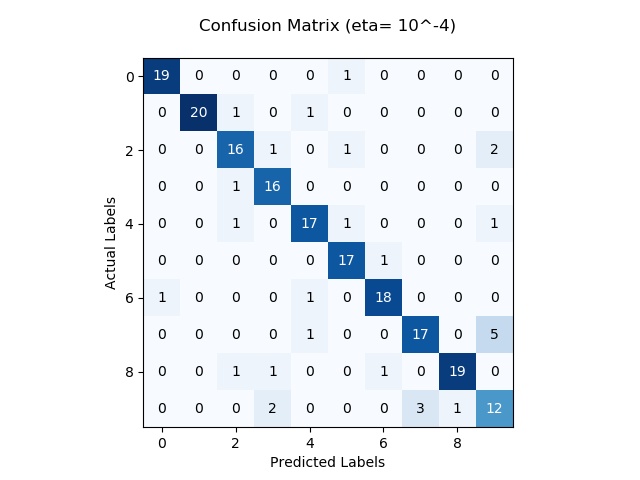 Confusion Matrix (eta= 10^-4)
0 19 0 0 0 0 1 0 0 0 0
0 20 1 0 1 0 0 0 0 0
2 0 0 16 1 0 1 0 0 0 2
0 0 1 16 0 0 0 0 0 0
4 0 0 1 0 17 1 0 0 0 1
0 0 0 0 0 17 1 0 0 0
6 1 0 0 0 1 0 18 0 0 0
0 0 0 0 1 0 0 17 0 5
8 0 0 1 1 0 0 1 0 19 0
0 0 0 2 0 0 0 3 1 12
Actual Labels
0 2 4 6 8
Predicted Labels